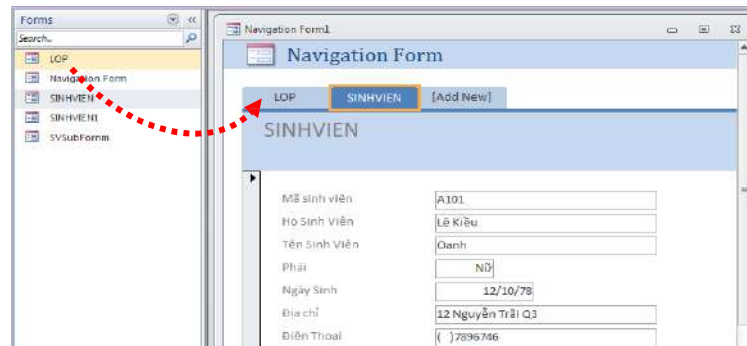 Forms
Search..
LOP
Navigation Form
SINHVIEN
SINHVIEN1
SVSubFornm
Navigation Form1
Navigation Form
LOP SINHVIEN [Add New]
SINHVIEN
Mã sinh viên A101
Họ Sinh Viên Lê Kiều
Tên Sinh Viên Oanh
Phái Nữ
Ngày Sinh 12/10/78
Địa chỉ 12 Nguyễn Trãi Q3
Điện Thoại ( )7896746